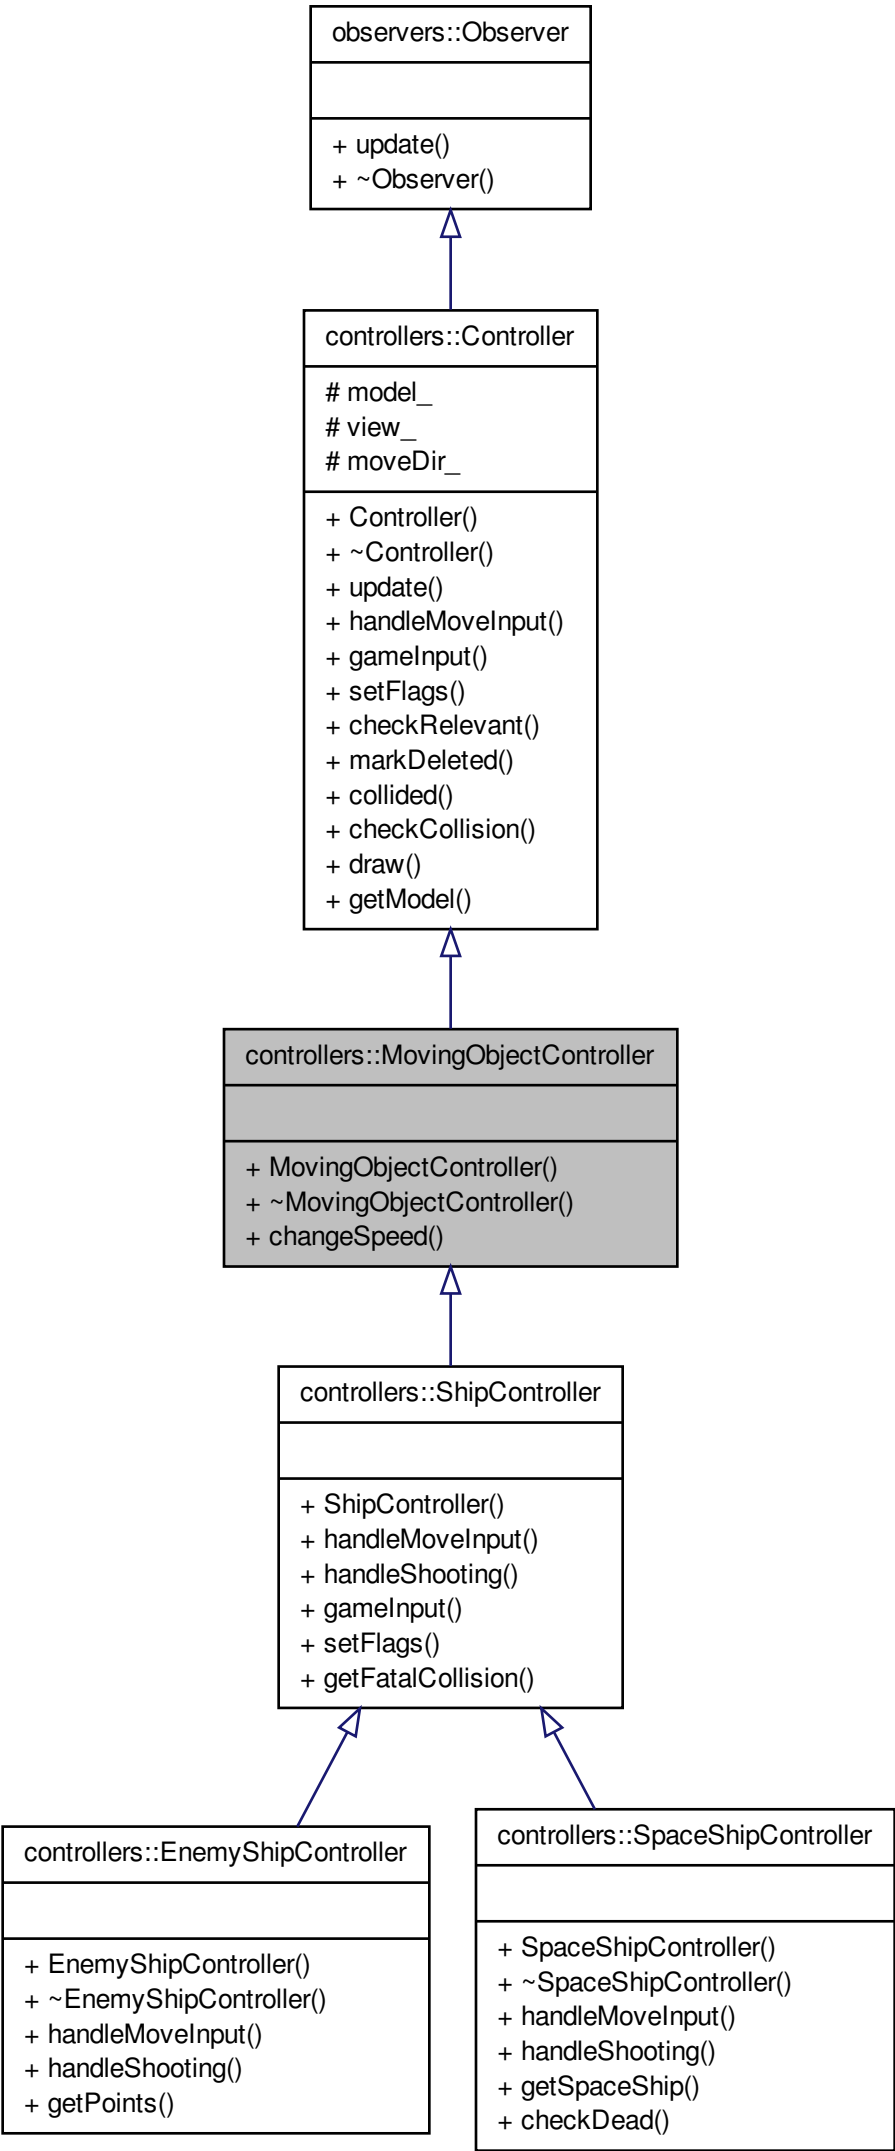 observers::Observer
+ update()
+ ~Observer()
controllers::Controller
# model_
# view_
# moveDir_
+ Controller()
+ ~Controller()
+ update()
+ handleMoveInput()
+ gameInput()
+ setFlags()
+ checkRelevant()
+ markDeleted()
+ collided()
+ checkCollision()
+ draw()
+ getModel()
controllers::MovingObjectController
+ MovingObjectController()
+ ~MovingObjectController()
+ changeSpeed()
controllers::ShipController
+ ShipController()
+ handleMoveInput()
+ handleShooting()
+ gameInput()
+ setFlags()
+ getFatalCollision()
controllers::EnemyShipController
+ EnemyShipController()
+ ~EnemyShipController()
+ handleMoveInput()
+ handleShooting()
+ getPoints()
controllers::SpaceShipController
+ SpaceShipController()
+ ~SpaceShipController()
+ handleMoveInput()
+ handleShooting()
+ getSpaceShip()
+ checkDead()